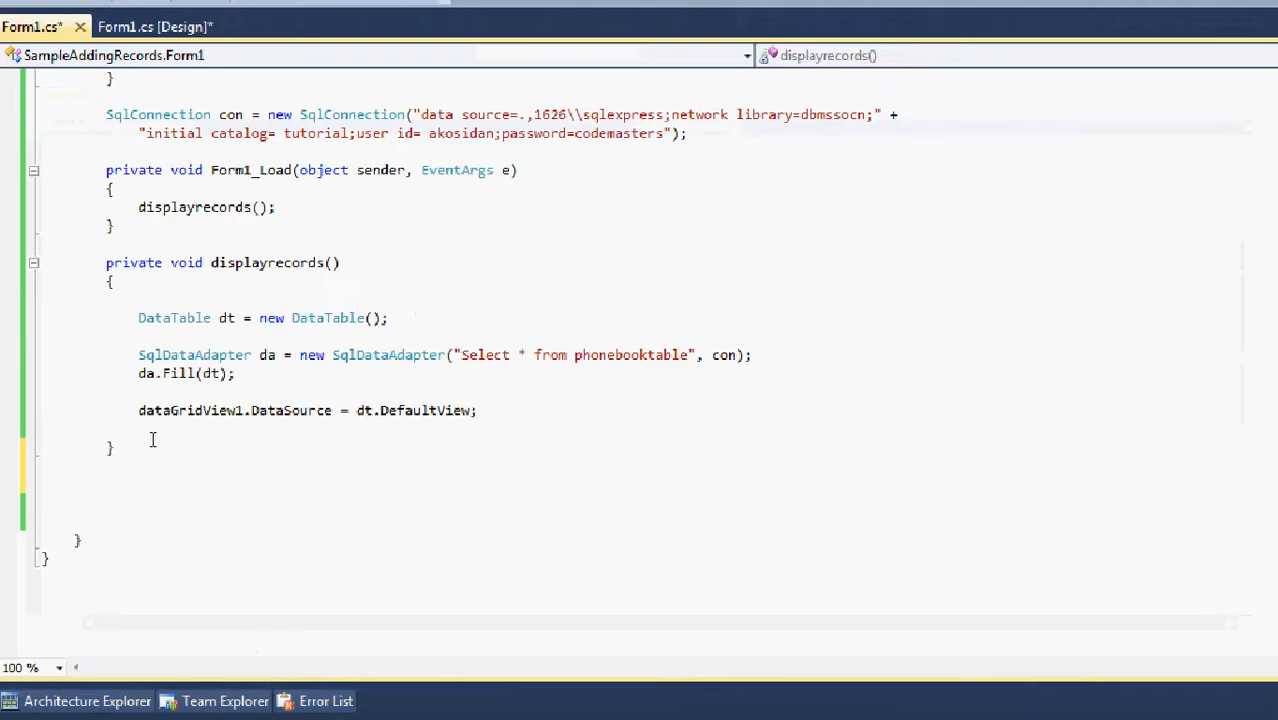 Form1.cs* Form1.cs [Design]*
SampleAddingRecords.Form1 displayrecords()
}
SqlConnection con = new SqlConnection("data source=.,1626\\sqlexpress;network library=dbmssocn;" +
"initial catalog= tutorial;user id= akosidan;password=codemasters");
private void Form1_Load(object sender, EventArgs e)
{
displayrecords();
}
private void displayrecords()
{
DataTable dt = new DataTable();
SqlDataAdapter da = new SqlDataAdapter("Select * from phonebooktable", con);
da.Fill(dt);
dataGridView1.DataSource = dt.DefaultView;
}
}
}
100 %
Architecture Explorer Team Explorer Error List